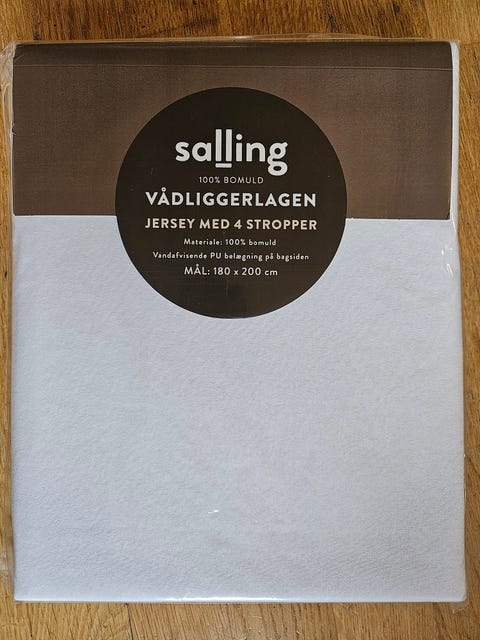 salling
100% BOMULD
VÅDLIGGERLAGEN
JERSEY MED 4 STROPPER
Materiale: 100% bomuld
Vandafvisende PU belægning på bagsiden
MÅL: 180 x 200 cm